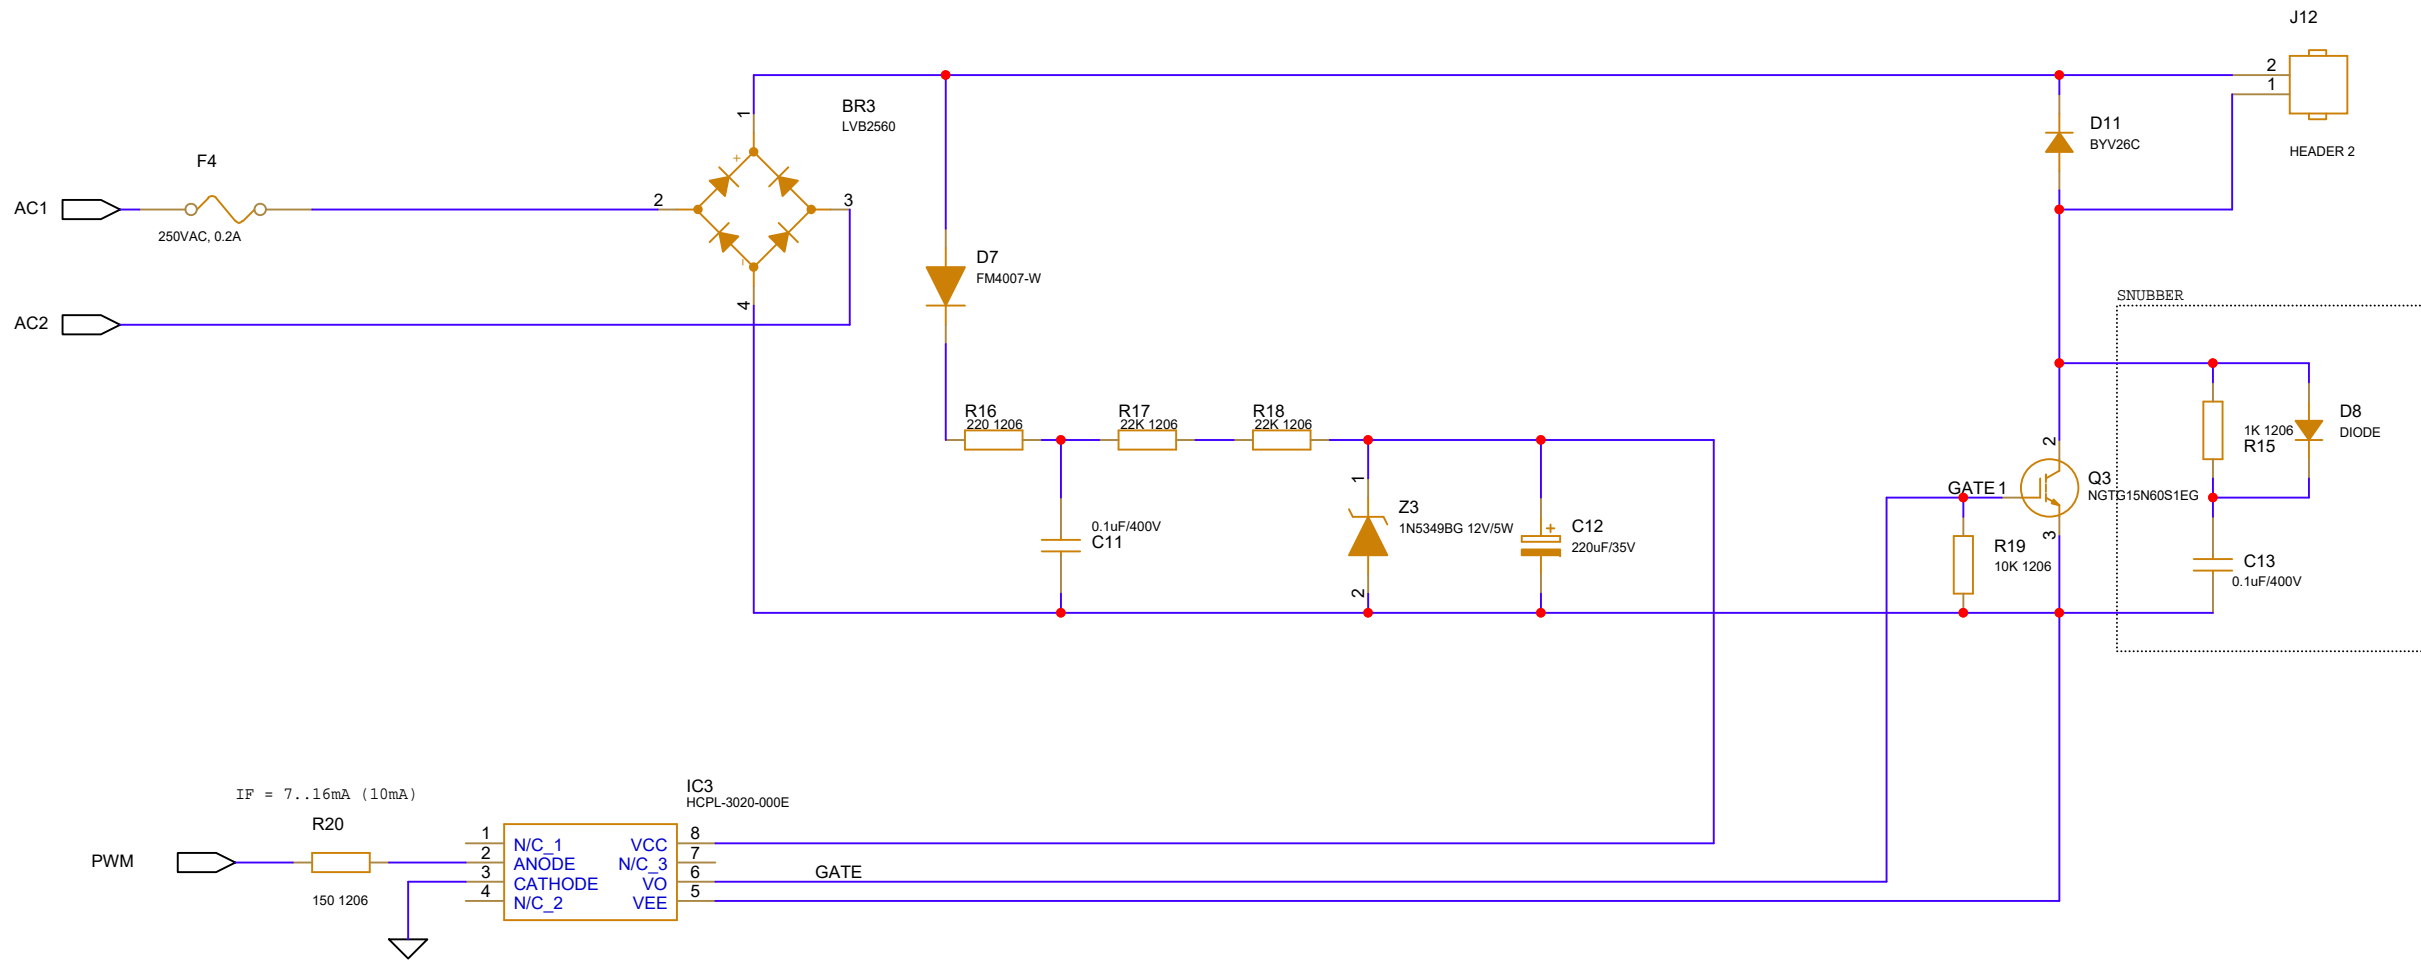 J12
2
1
HEADER 2
BR3
LVB2560
1
+
2
3
-
4
D11
BYV26C
F4
AC1
250VAC, 0.2A
AC2
D7
FM4007-W
SNUBBER
R16
220 1206
R17
22K 1206
R18
22K 1206
1K 1206
R15
D8
DIODE
2
Q3
NGTG15N60S1EG
GATE
1
3
1
Z3
1N5349BG 12V/5W
2
0.1uF/400V
C11
+
C12
220uF/35V
R19
10K 1206
C13
0.1uF/400V
IC3
HCPL-3020-000E
IF = 7..16mA (10mA)
R20
PWM
150 1206
1
2
3
4
N/C_1
ANODE
CATHODE
N/C_2
VCC
N/C_3
VO
VEE
8
7
6
5
GATE